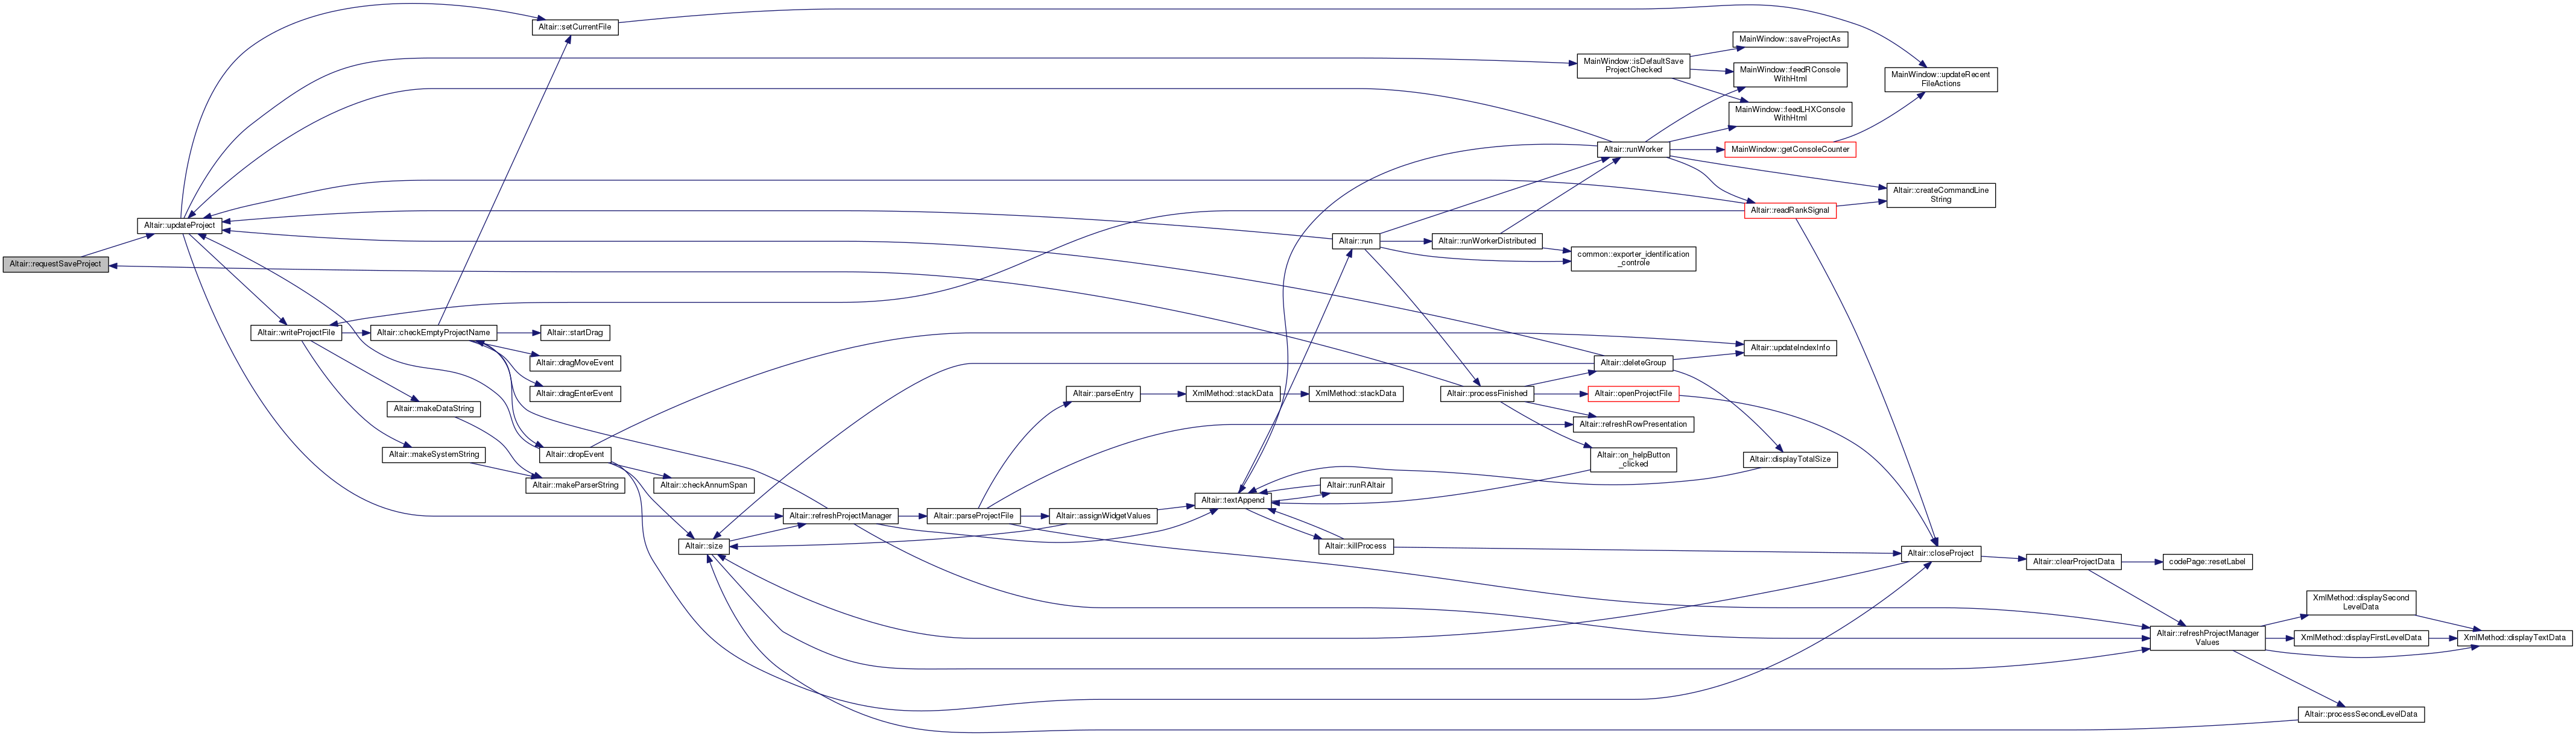 Altair::setCurrentFile
MainWindow::saveProjectAs
MainWindow::isDefaultSave
ProjectChecked
MainWindow::feedRConsole
WithHtml
MainWindow::updateRecent
FileActions
MainWindow::feedLHXConsole
WithHtml
Altair::runWorker
MainWindow::getConsoleCounter
Altair::createCommandLine
String
Altair::readRankSignal
Altair::updateProject
Altair::run
Altair::runWorkerDistributed
common::exporter_identification
_controle
Altair::requestSaveProject
Altair::writeProjectFile
Altair::checkEmptyProjectName
Altair::startDrag
Altair::updateIndexInfo
Altair::dragMoveEvent
Altair::deleteGroup
Altair::dragEnterEvent
Altair::parseEntry
XmlMethod::stackData
XmlMethod::stackData
Altair::processFinished
Altair::openProjectFile
Altair::makeDataString
Altair::refreshRowPresentation
Altair::makeSystemString
Altair::dropEvent
Altair::on_helpButton
_clicked
Altair::displayTotalSize
Altair::makeParserString
Altair::checkAnnumSpan
Altair::runRAltair
Altair::textAppend
Altair::refreshProjectManager
Altair::parseProjectFile
Altair::assignWidgetValues
Altair::size
Altair::killProcess
Altair::closeProject
Altair::clearProjectData
codePage::resetLabel
XmlMethod::displaySecond
LevelData
Altair::refreshProjectManager
Values
XmlMethod::displayFirstLevelData
XmlMethod::displayTextData
Altair::processSecondLevelData